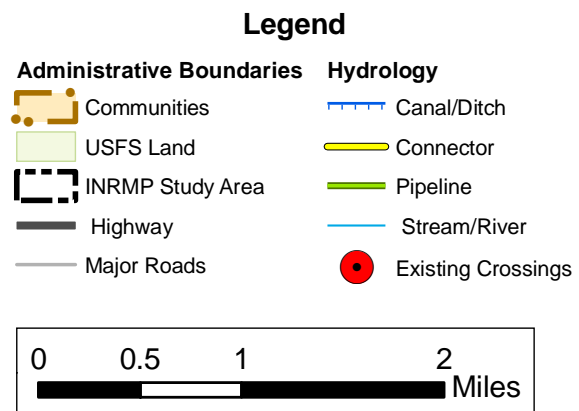 Legend
Administrative Boundaries
Communities
USFS Land
INRMP Study Area
Highway
Major Roads
Hydrology
Canal/Ditch
Connector
Pipeline
Stream/River
Existing Crossings
0 0.5 1 2
Miles